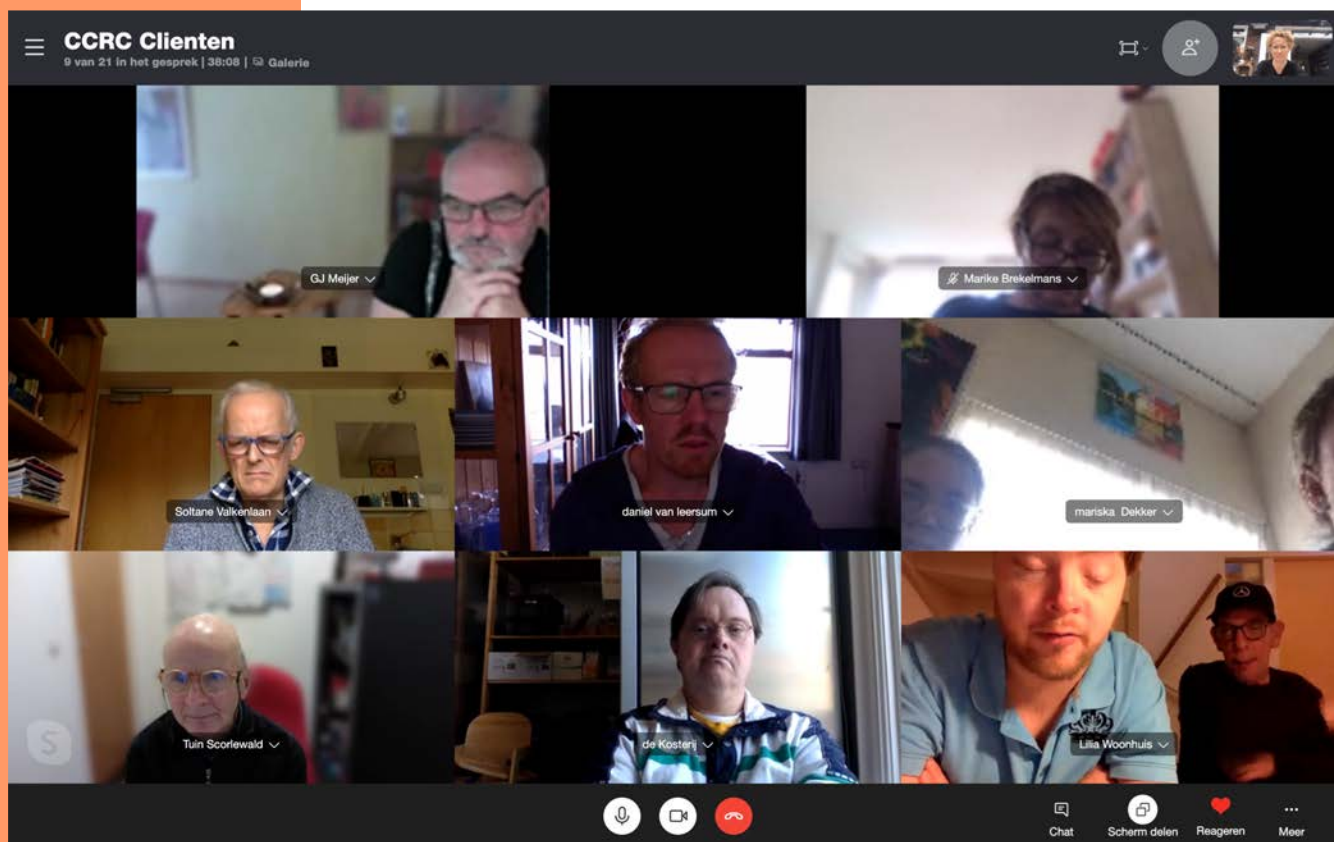 CCRC Clienten
9 van 21 in het gesprek | 38:08 | Galerie
GJ Meijer
Marike Brekelmans
Soltane Valkenlaan
daniel van leersum
mariska Dekker
Tuin Scorlewald
de Kosterij
Lilia Woonhuis
S
Chat
Scherm delen
Reageren
Meer